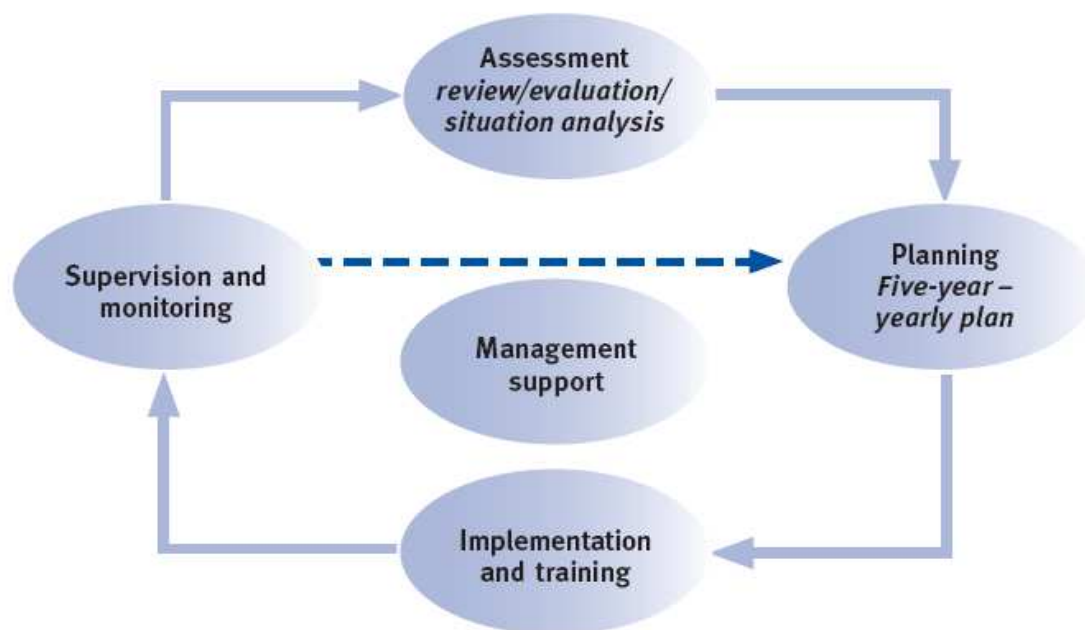 Assessment
review/evaluation/
situation analysis
Supervision and
monitoring
Planning
Five-year –
yearly plan
Management
support
Implementation
and training